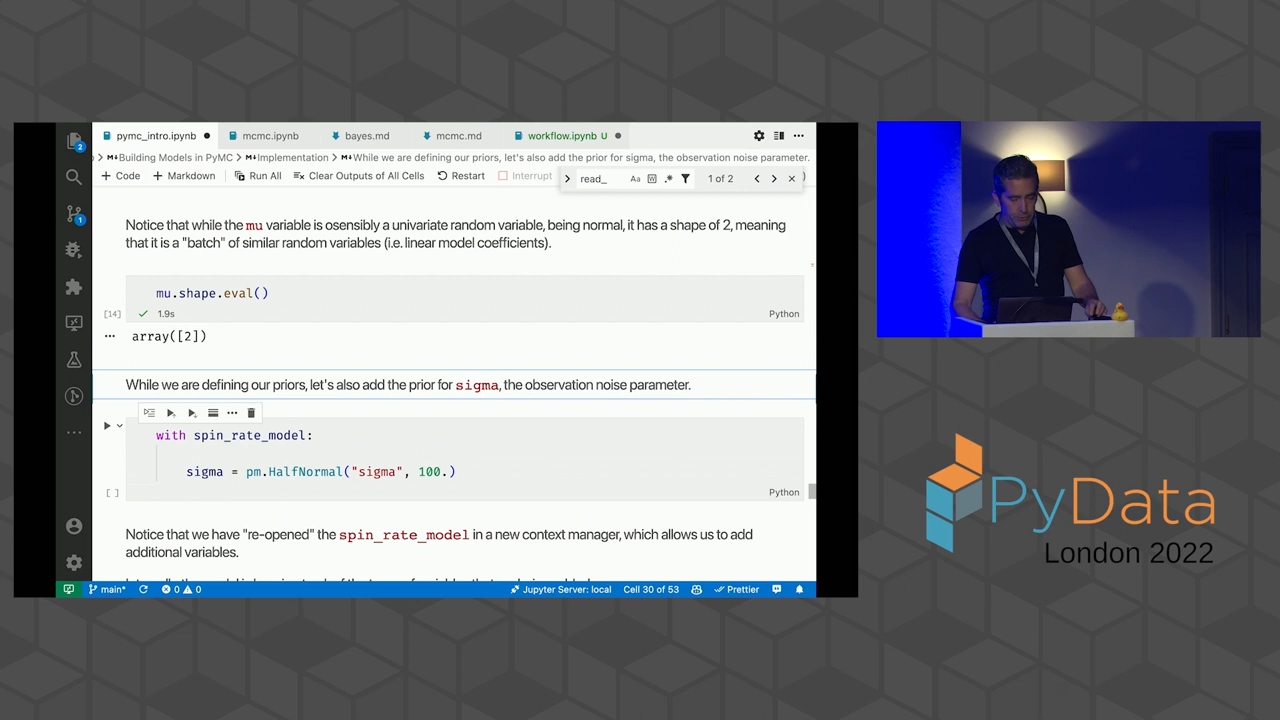 pymc_intro.ipynb
mcmc.ipynb
bayes.md
mcmc.md
workflow.ipynb U
Building Models in PyMC > Implementation > While we are defining our priors, let's also add the prior for sigma, the observation noise parameter.
+ Code + Markdown Run All Clear Outputs of All Cells Restart Interrupt
read_ Aa 1 of 2
Notice that while the mu variable is osensibly a univariate random variable, being normal, it has a shape of 2, meaning
that it is a "batch" of similar random variables (i.e. linear model coefficients).
mu.shape.eval()
[14] 1.9s Python
array([2])
While we are defining our priors, let's also add the prior for sigma, the observation noise parameter.
with spin_rate_model:
sigma = pm.HalfNormal("sigma", 100.)
[ ] Python
Notice that we have "re-opened" the spin_rate_model in a new context manager, which allows us to add
additional variables.
main* 0 0 Jupyter Server: local Cell 30 of 53 Prettier
2
1
PyData
London 2022